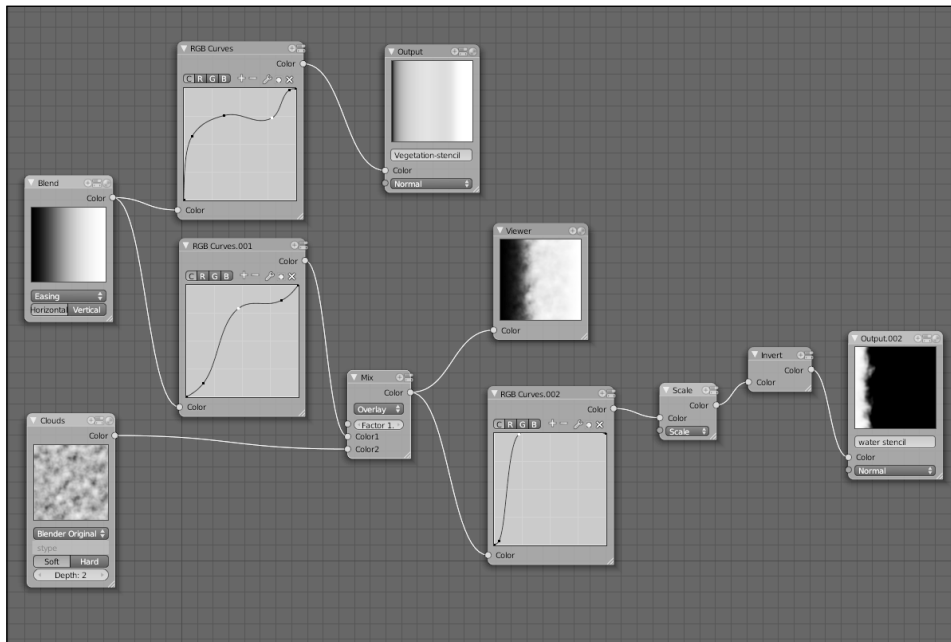 RGB Curves
Color
C R G B
Color
Output
Vegetation-stencil
Color
Normal
Blend
Color
Easing
Horizontal Vertical
RGB Curves.001
Color
C R G B
Color
Clouds
Color
Blender Original
stype
Soft Hard
Depth: 2
Mix
Color
Overlay
Factor 1.
Color1
Color2
Viewer
Color
RGB Curves.002
Color
C R G B
Color
Scale
Color
Color
Scale
Invert
Color
Color
Output.002
water stencil
Color
Normal